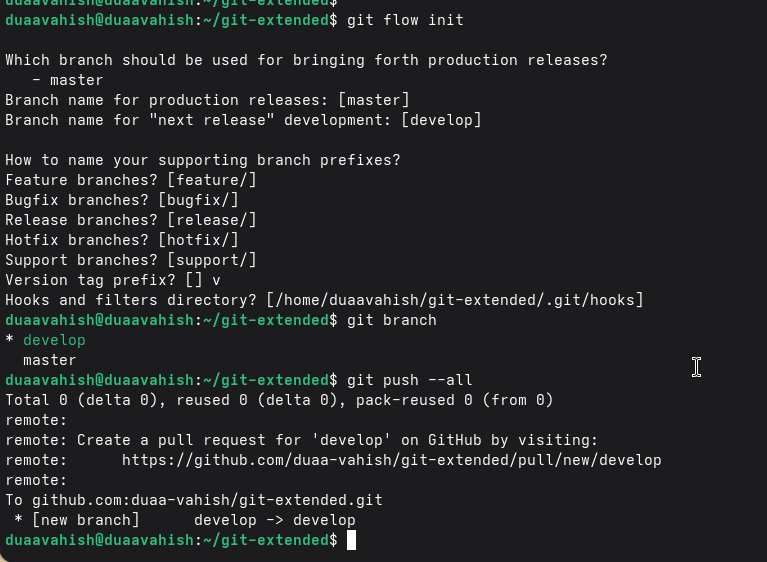 duaavahish@duaavahish:~/git-extended$
duaavahish@duaavahish:~/git-extended$ git flow init
Which branch should be used for bringing forth production releases?
   - master
Branch name for production releases: [master]
Branch name for "next release" development: [develop]
How to name your supporting branch prefixes?
Feature branches? [feature/]
Bugfix branches? [bugfix/]
Release branches? [release/]
Hotfix branches? [hotfix/]
Support branches? [support/]
Version tag prefix? [] v
Hooks and filters directory? [/home/duaavahish/git-extended/.git/hooks]
duaavahish@duaavahish:~/git-extended$ git branch
* develop
  master
duaavahish@duaavahish:~/git-extended$ git push --all
Total 0 (delta 0), reused 0 (delta 0), pack-reused 0 (from 0)
remote:
remote: Create a pull request for 'develop' on GitHub by visiting:
remote:      https://github.com/duaa-vahish/git-extended/pull/new/develop
remote:
To github.com:duaa-vahish/git-extended.git
 * [new branch]      develop -> develop
duaavahish@duaavahish:~/git-extended$